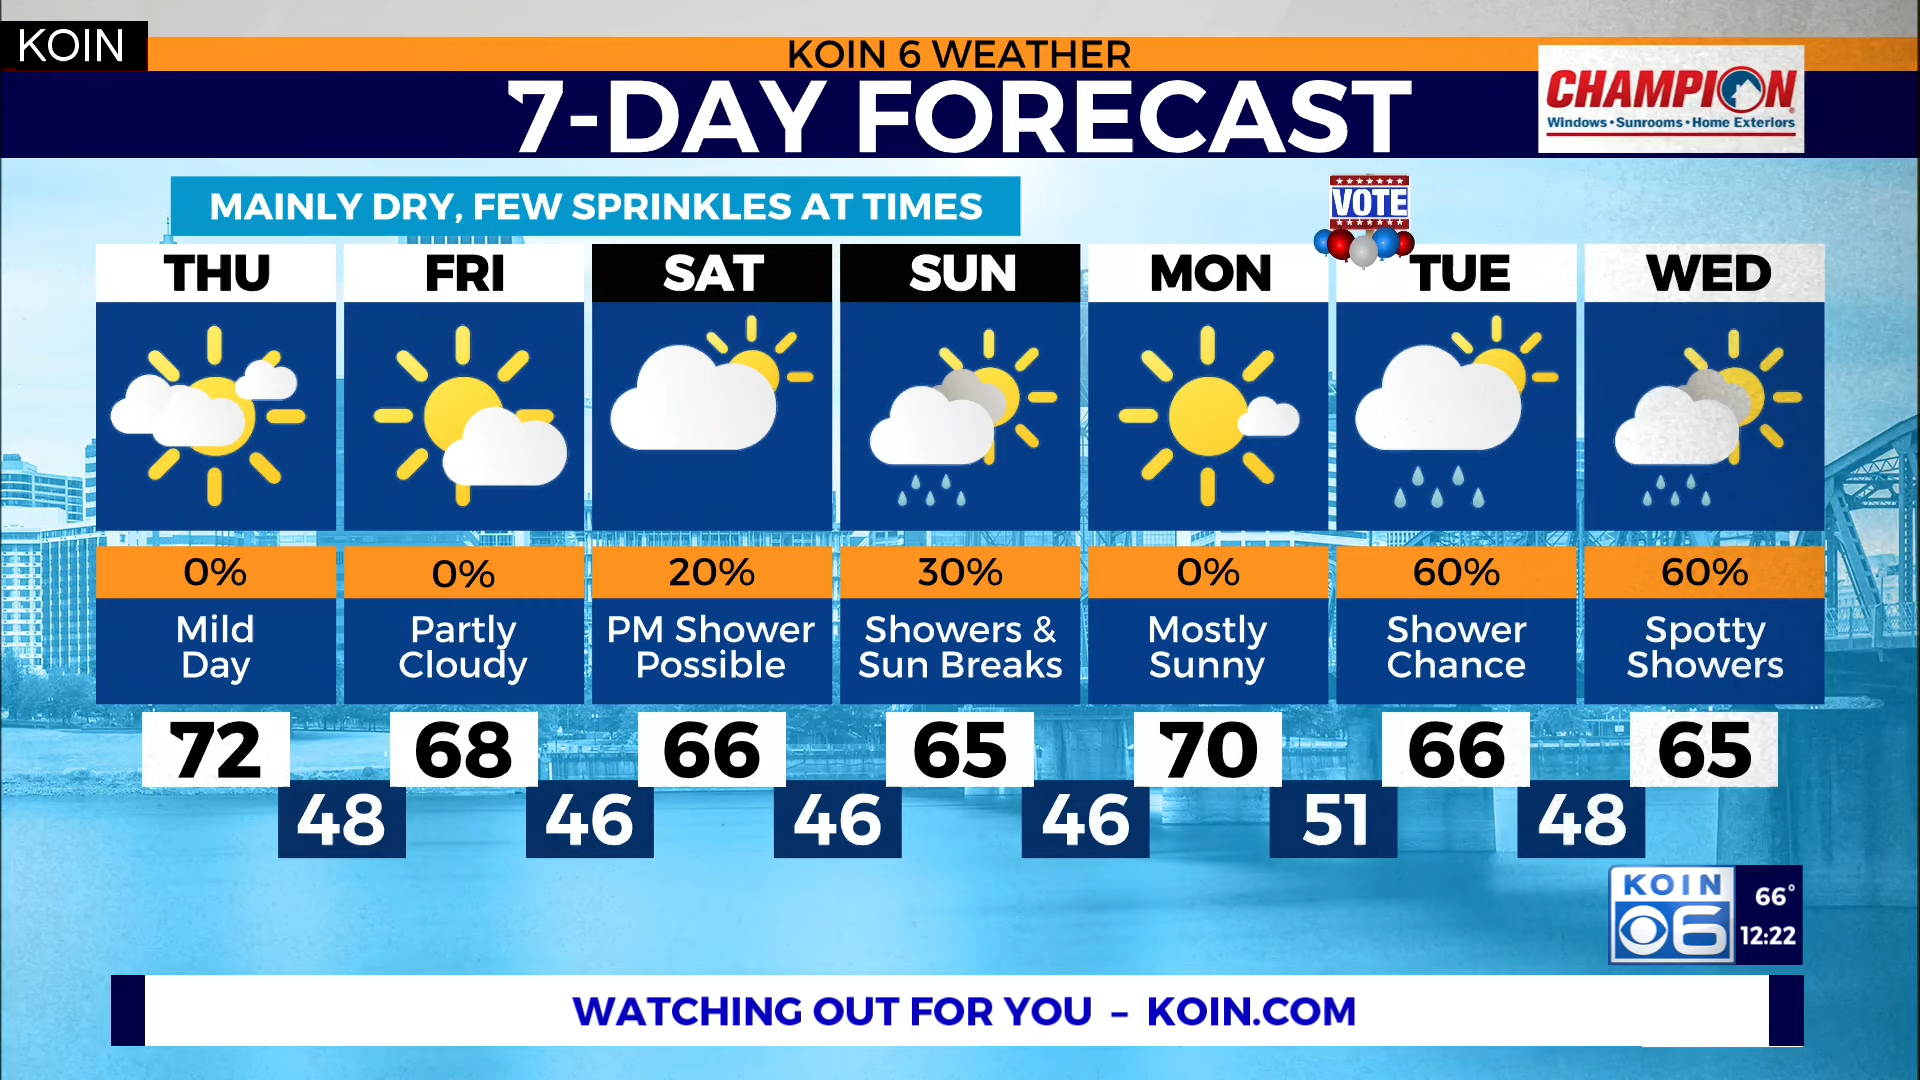 KOIN
KOIN 6 WEATHER
7-DAY FORECAST
CHAMPION®
Windows • Sunrooms • Home Exteriors
MAINLY DRY, FEW SPRINKLES AT TIMES
VOTE
THU FRI SAT SUN MON TUE WED
0% 0% 20% 30% 0% 60% 60%
Mild Partly PM Shower Showers & Mostly Shower Spotty
Day Cloudy Possible Sun Breaks Sunny Chance Showers
72 68 66 65 70 66 65
48 46 46 46 51 48
KOIN
6
66°
12:22
WATCHING OUT FOR YOU – KOIN.COM